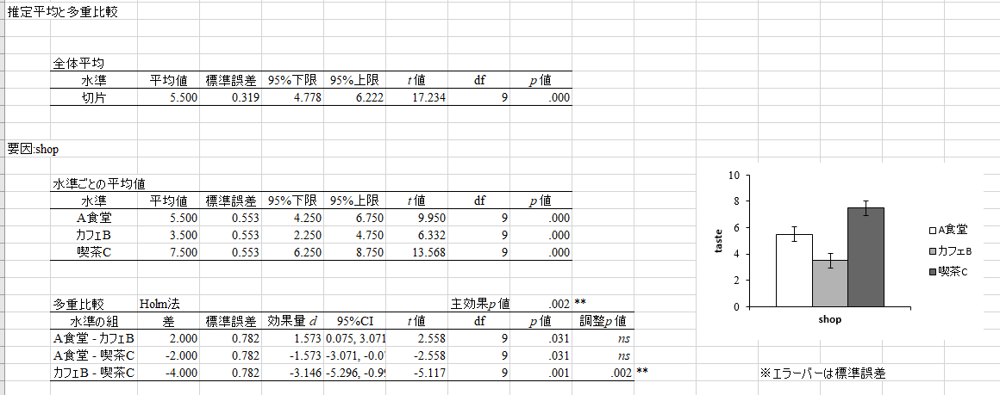 推定平均と多重比較
全体平均
水準 平均値 標準誤差 95%下限 95%上限 t 値 df p 値
切片 5.500 0.319 4.778 6.222 17.234 9 .000
要因:shop
水準ごとの平均値
水準 平均値 標準誤差 95%下限 95%上限 t 値 df p 値
A食堂 5.500 0.553 4.250 6.750 9.950 9 .000
カフェB 3.500 0.553 2.250 4.750 6.332 9 .000
喫茶C 7.500 0.553 6.250 8.750 13.568 9 .000
多重比較 Holm法 主効果p 値 .002 **
水準の組 差 標準誤差 効果量 d 95%CI t 値 df p 値 調整p 値
A食堂 - カフェB 2.000 0.782 1.573 0.075, 3.071 2.558 9 .031 ns
A食堂 - 喫茶C -2.000 0.782 -1.573 -3.071, -0.0 -2.558 9 .031 ns
カフェB - 喫茶C -4.000 0.782 -3.146 -5.296, -0.9 -5.117 9 .001 .002 **
10
8
6
4
2
0
taste
shop
A食堂
カフェB
喫茶C
※エラーバーは標準誤差